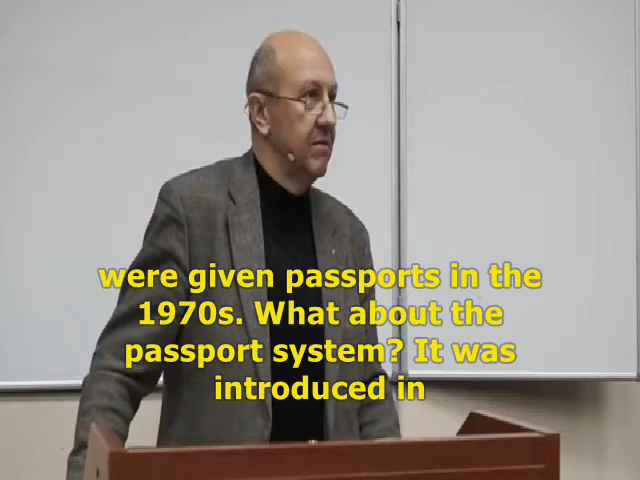 were given passports in the
1970s. What about the
passport system? It was
introduced in